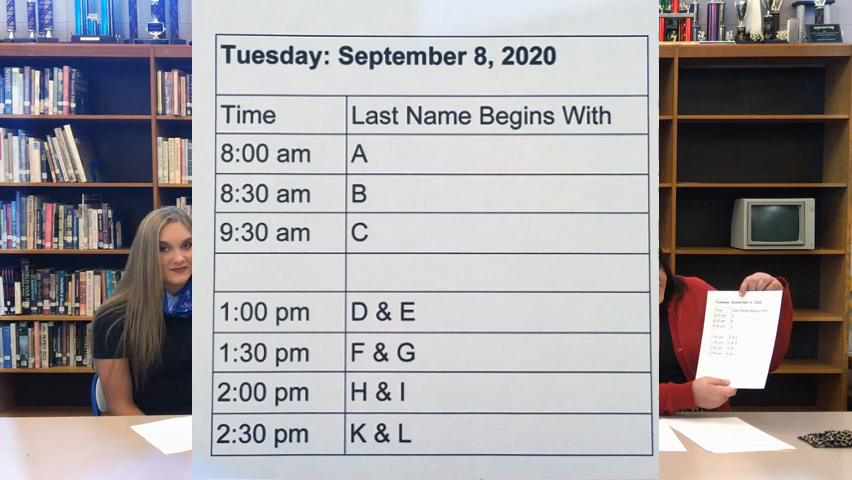 Tuesday: September 8, 2020
Time Last Name Begins With
8:00 am A
8:30 am B
9:30 am C
1:00 pm D & E
1:30 pm F & G
2:00 pm H & I
2:30 pm K & L